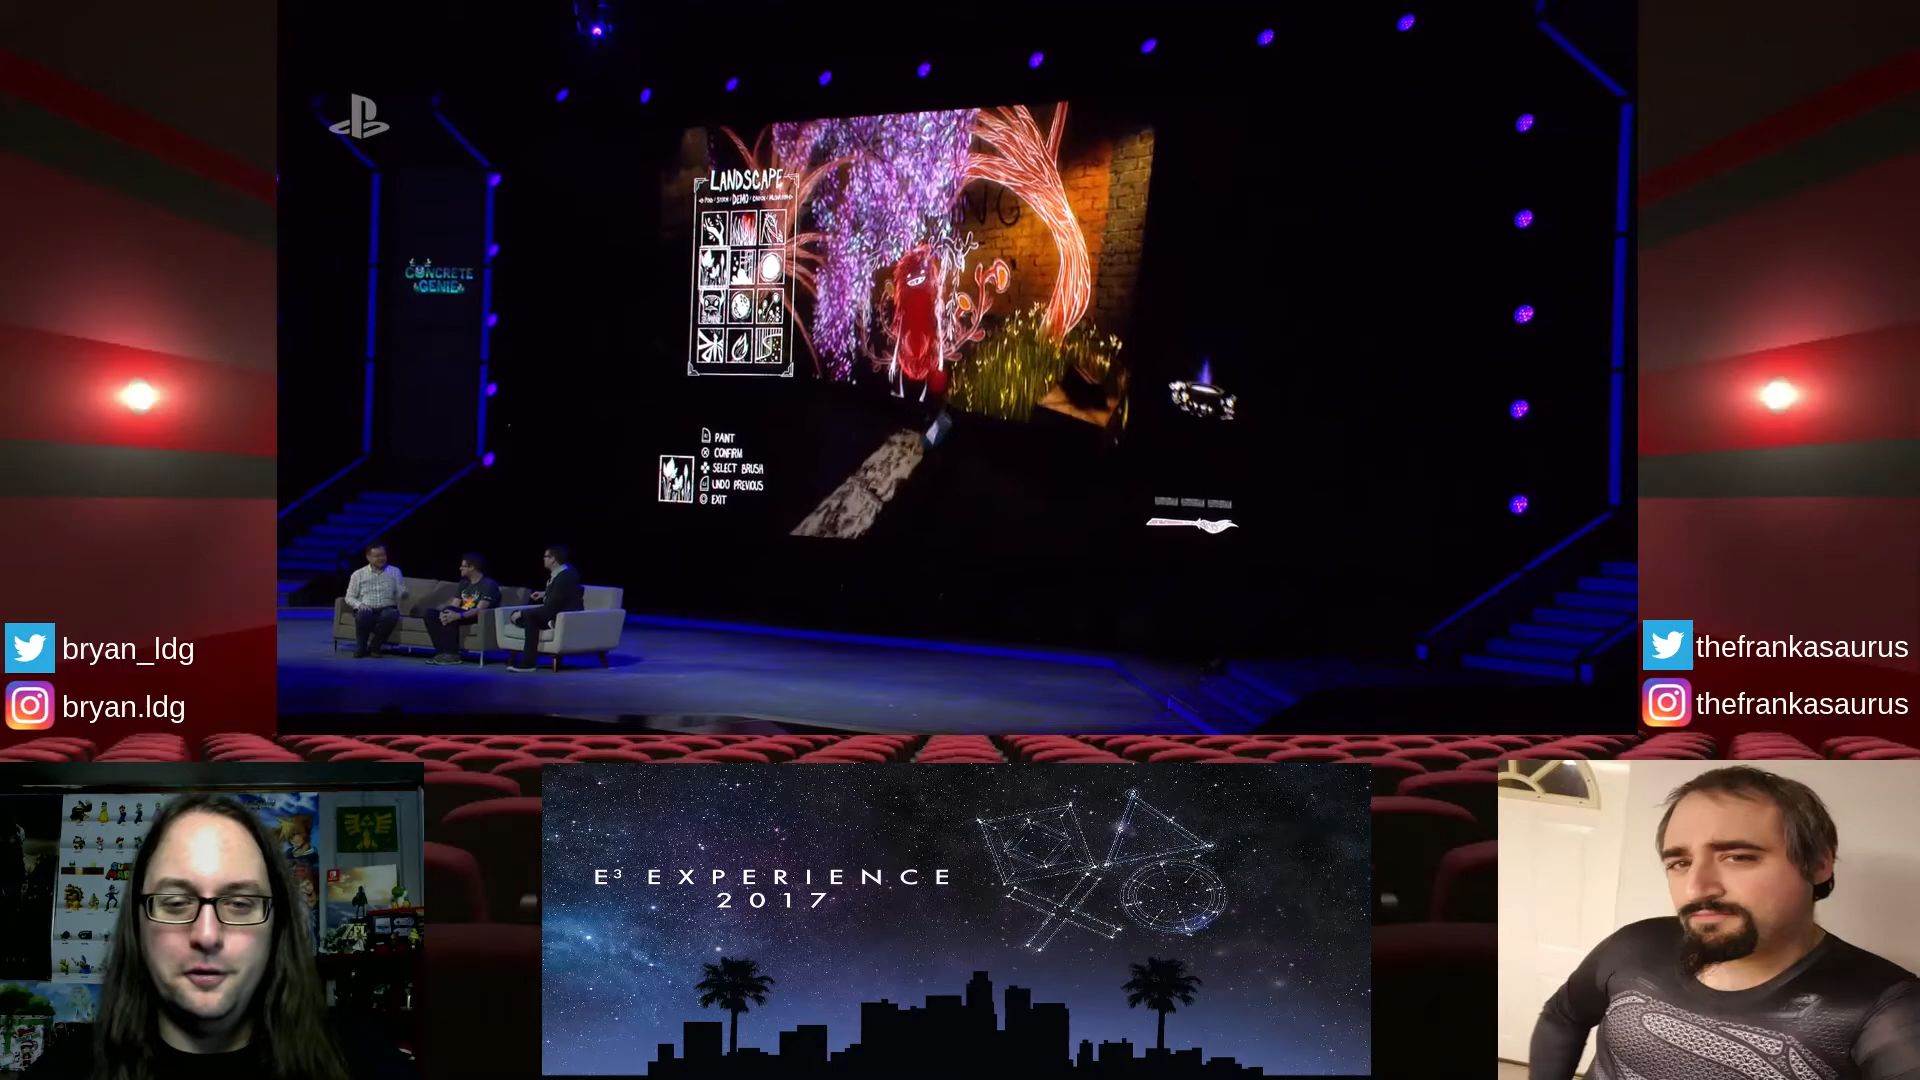 LANDSCAPE
DEMO
NG
CONCRETE
GENIE
PAINT
CONFIRM
SELECT BRUSH
UNDO PREVIOUS
EXIT
bryan_ldg
bryan.ldg
thefrankasaurus
thefrankasaurus
E³ EXPERIENCE
2017